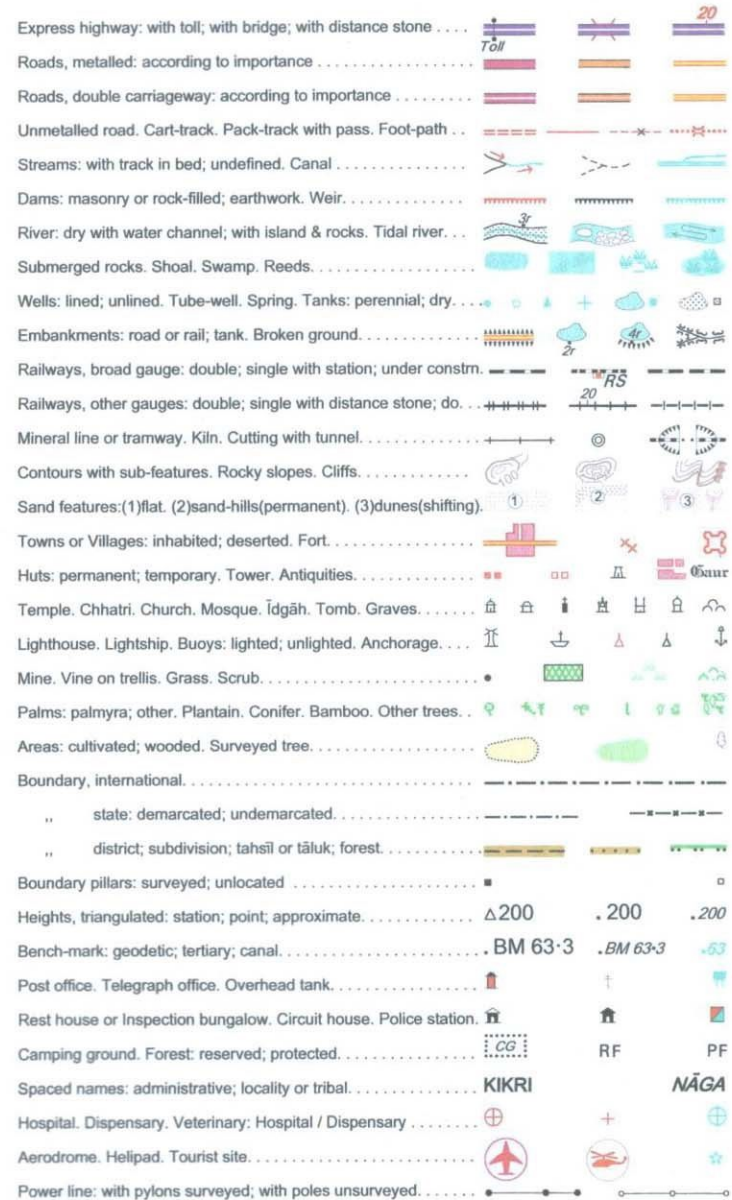 Express highway: with toll; with bridge; with distance stone .... Toll 20
Roads, metalled: according to importance ..................
Roads, double carriageway: according to importance .........
Unmetalled road. Cart-track. Pack-track with pass. Foot-path ..
Streams: with track in bed; undefined. Canal ................
Dams: masonry or rock-filled; earthwork. Weir..............
River: dry with water channel; with island & rocks. Tidal river... 3r
Submerged rocks. Shoal. Swamp. Reeds....................
Wells: lined; unlined. Tube-well. Spring. Tanks: perennial; dry....
Embankments: road or rail; tank. Broken ground............. 2r 4r
Railways, broad gauge: double; single with station; under constrn. RS
Railways, other gauges: double; single with distance stone; do... 20
Mineral line or tramway. Kiln. Cutting with tunnel..............
Contours with sub-features. Rocky slopes. Cliffs..............
Sand features:(1)flat. (2)sand-hills(permanent). (3)dunes(shifting). 1 2 3
Towns or Villages: inhabited; deserted. Fort..................
Huts: permanent; temporary. Tower. Antiquities.............. Gaur
Temple. Chhatri. Church. Mosque. Īdgāh. Tomb. Graves.......
Lighthouse. Lightship. Buoys: lighted; unlighted. Anchorage....
Mine. Vine on trellis. Grass. Scrub..........................
Palms: palmyra; other. Plantain. Conifer. Bamboo. Other trees..
Areas: cultivated; wooded. Surveyed tree....................
Boundary, international...................................
,, state: demarcated; undemarcated.................
,, district; subdivision; tahsīl or tāluk; forest............
Boundary pillars: surveyed; unlocated ......................
Heights, triangulated: station; point; approximate............. △200 .200 .200
Bench-mark: geodetic; tertiary; canal........................ .BM 63·3 .BM 63·3 .63
Post office. Telegraph office. Overhead tank..................
Rest house or Inspection bungalow. Circuit house. Police station.
Camping ground. Forest: reserved; protected................ CG RF PF
Spaced names: administrative; locality or tribal............... KIKRI NĀGA
Hospital. Dispensary. Veterinary: Hospital / Dispensary ........
Aerodrome. Helipad. Tourist site............................
Power line: with pylons surveyed; with poles unsurveyed.......